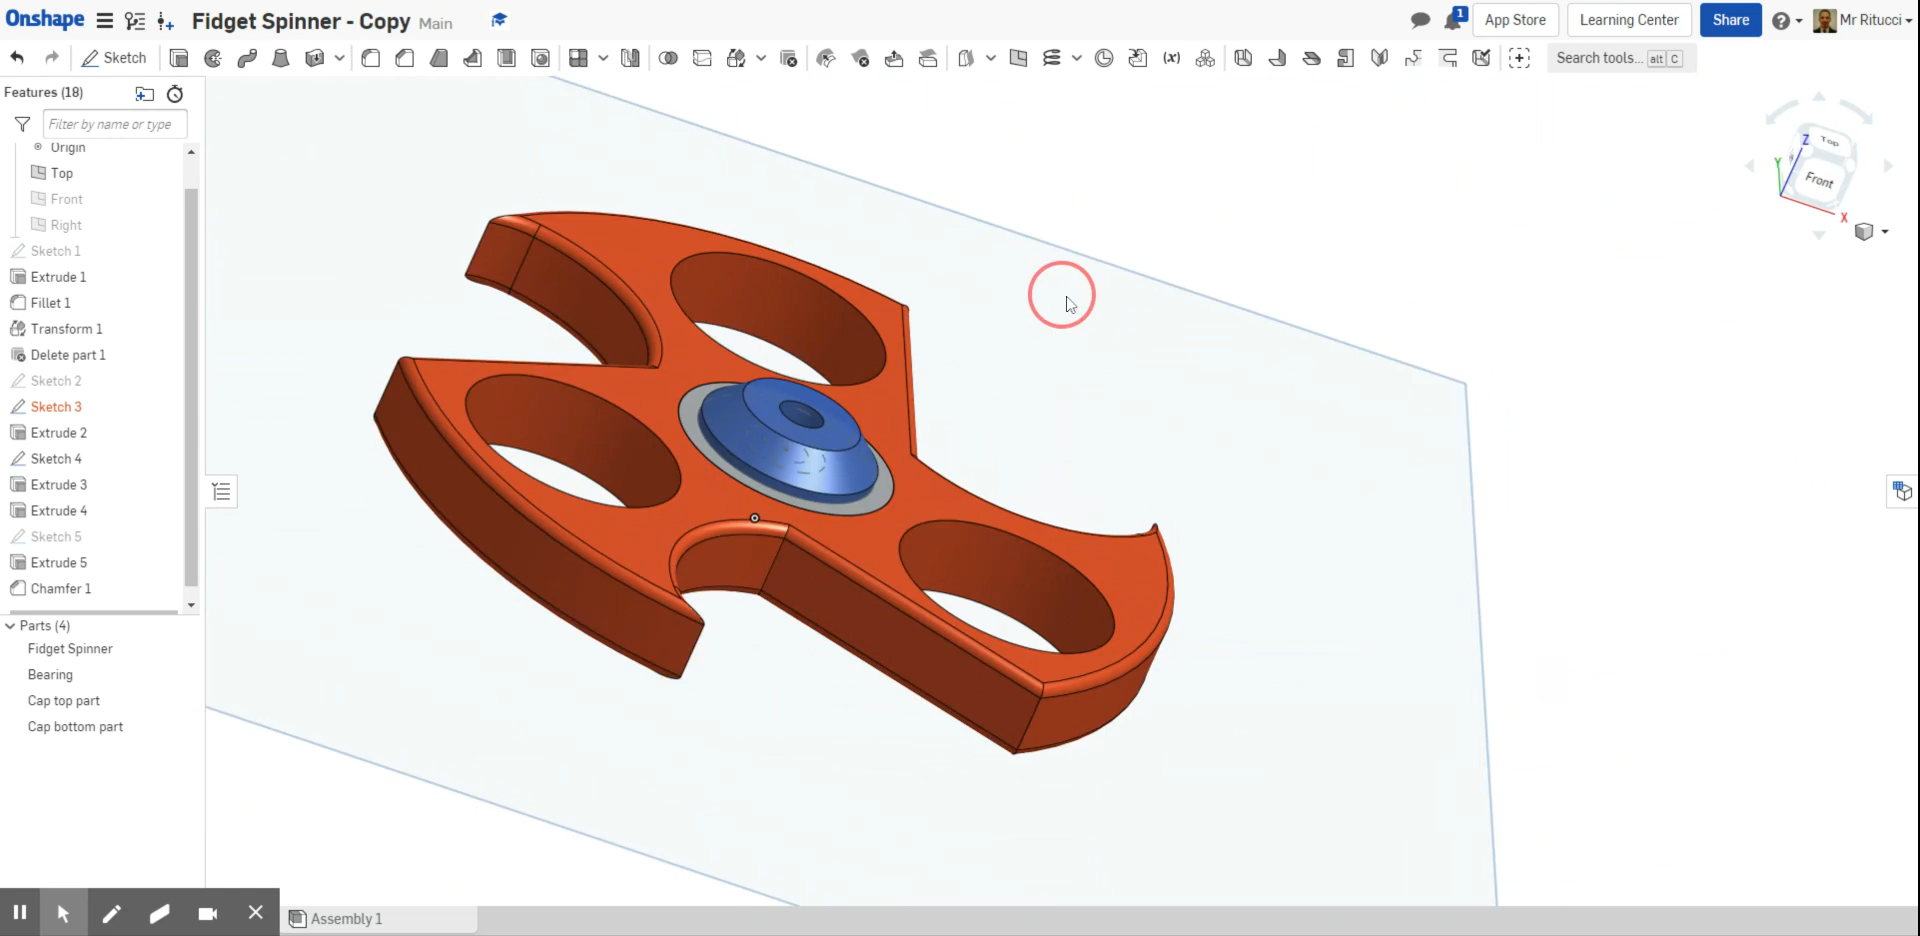 Onshape Fidget Spinner - Copy Main 1 App Store Learning Center Share Mr Ritucci
Sketch (x) Search tools... alt C
Features (18)
Filter by name or type
Origin
Top
Front
Right
Sketch 1
Extrude 1
Fillet 1
Transform 1
Delete part 1
Sketch 2
Sketch 3
Extrude 2
Sketch 4
Extrude 3
Extrude 4
Sketch 5
Extrude 5
Chamfer 1
Parts (4)
Fidget Spinner
Bearing
Cap top part
Cap bottom part
Z Top
Y
Front
X
Assembly 1